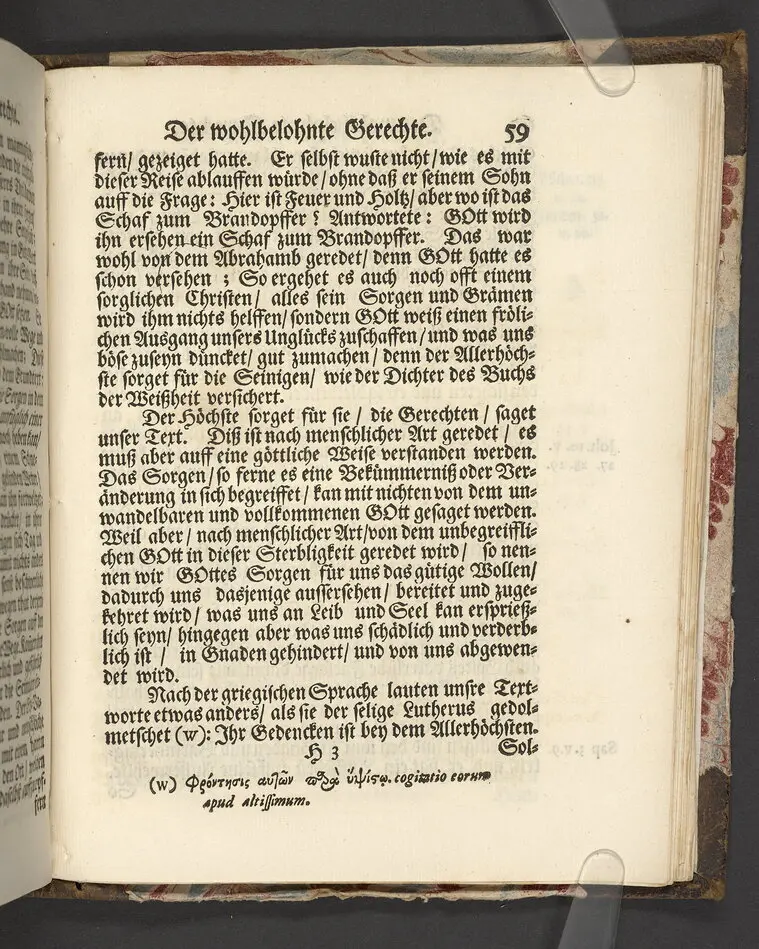 Der wohlbelohnte Gerechte. 59
fern/ gezeiget hatte. Er selbst wuste nicht/ wie es mit
dieser Reise ablauffen würde/ ohne daß er seinem Sohn
auff die Frage: Hier ist Feuer und Holtz/ aber wo ist das
Schaf zum Brandopffer? Antwortete: GOtt wird
ihn ersehen ein Schaf zum Brandopffer. Das war
wohl von dem Abrahamb geredet/ denn GOtt hatte es
schon versehen; So ergehet es auch noch offt einem
sorglichen Christen/ alles sein Sorgen und Grämen
wird ihm nichts helffen/ sondern GOtt weiß einen fröli-
chen Ausgang unsers Unglücks zuschaffen/ und was uns
böse zuseyn düncket/ gut zumachen/ denn der Allerhöch-
ste sorget für die Seinigen/ wie der Dichter des Buchs
der Weißheit versichert.
Der Höchste sorget für sie / die Gerechten / saget
unser Text. Diß ist nach menschlicher Art geredet / es
muß aber auff eine göttliche Weise verstanden werden.
Das Sorgen/ so ferne es eine Bekümmerniß oder Ver-
änderung in sich begreiffet/ kan mit nichten von dem un-
wandelbaren und vollkommenen GOtt gesaget werden.
Weil aber/ nach menschlicher Art/ von dem unbegreiffli-
chen GOtt in dieser Sterbligkeit geredet wird/ so nen-
nen wir GOttes Sorgen für uns das gütige Wollen/
dadurch uns dasjenige aussersehen/ bereitet und zuge-
kehret wird/ was uns an Leib und Seel kan ersprieß-
lich seyn/ hingegen aber was uns schädlich und verderb-
lich ist / in Gnaden gehindert/ und von uns abgewen-
det wird.
Nach der griegischen Sprache lauten unsre Text-
worte etwas anders/ als sie der selige Lutherus gedol-
metschet (w): Ihr Gedencken ist bey dem Allerhöchsten.
H 3 Sol-
(w) Φρόντησις αυτῶν παρὰ ὑψίστῳ. cogitatio eorum
apud altissimum.